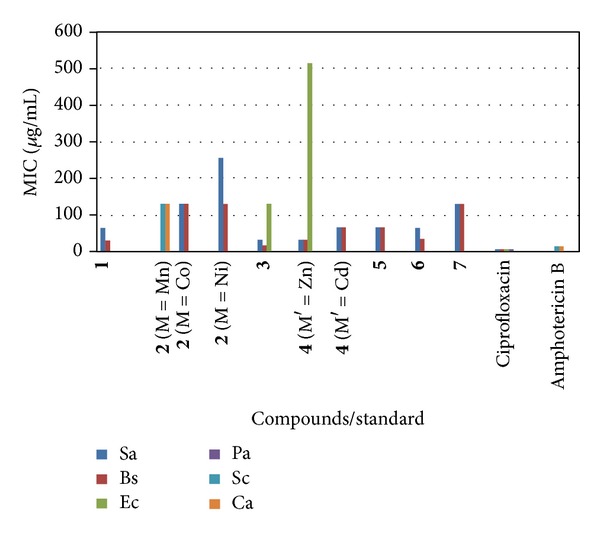 600
500
400
300
200
100
0
MIC (μg/mL)
1
2 (M = Mn)
2 (M = Co)
2 (M = Ni)
3
4 (M′ = Zn)
4 (M′ = Cd)
5
6
7
Ciprofloxacin
Amphotericin B
Compounds/standard
Sa
Bs
Ec
Pa
Sc
Ca